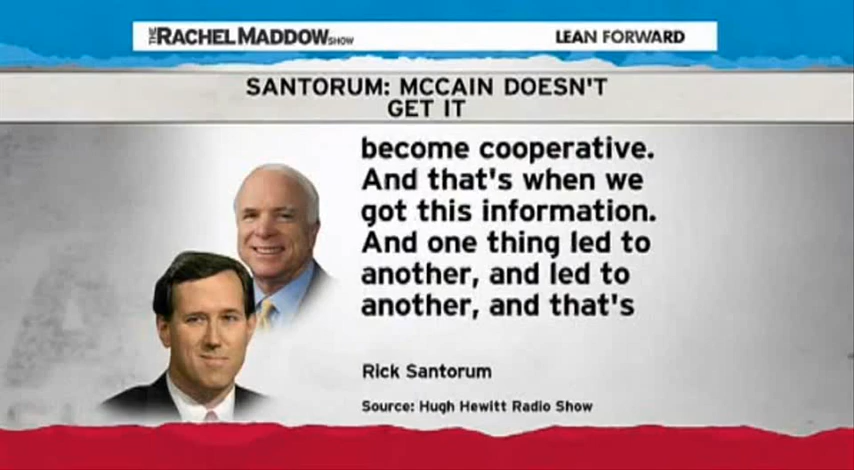 THE RACHEL MADDOW SHOW
LEAN FORWARD
SANTORUM: MCCAIN DOESN'T
GET IT
become cooperative.
And that's when we
got this information.
And one thing led to
another, and led to
another, and that's
Rick Santorum
Source: Hugh Hewitt Radio Show